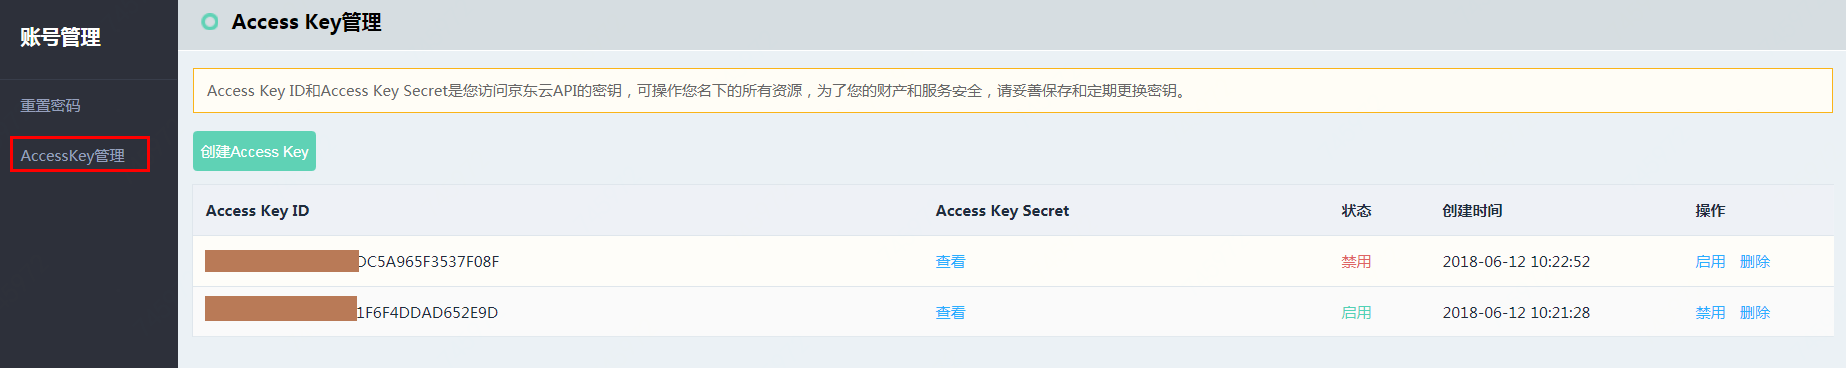 账号管理
重置密码
AccessKey管理
Access Key管理
Access Key ID和Access Key Secret是您访问京东云API的密钥，可操作您名下的所有资源，为了您的财产和服务安全，请妥善保存和定期更换密钥。
创建Access Key
Access Key ID Access Key Secret 状态 创建时间 操作
DC5A965F3537F08F 查看 禁用 2018-06-12 10:22:52 启用 删除
1F6F4DDAD652E9D 查看 启用 2018-06-12 10:21:28 禁用 删除